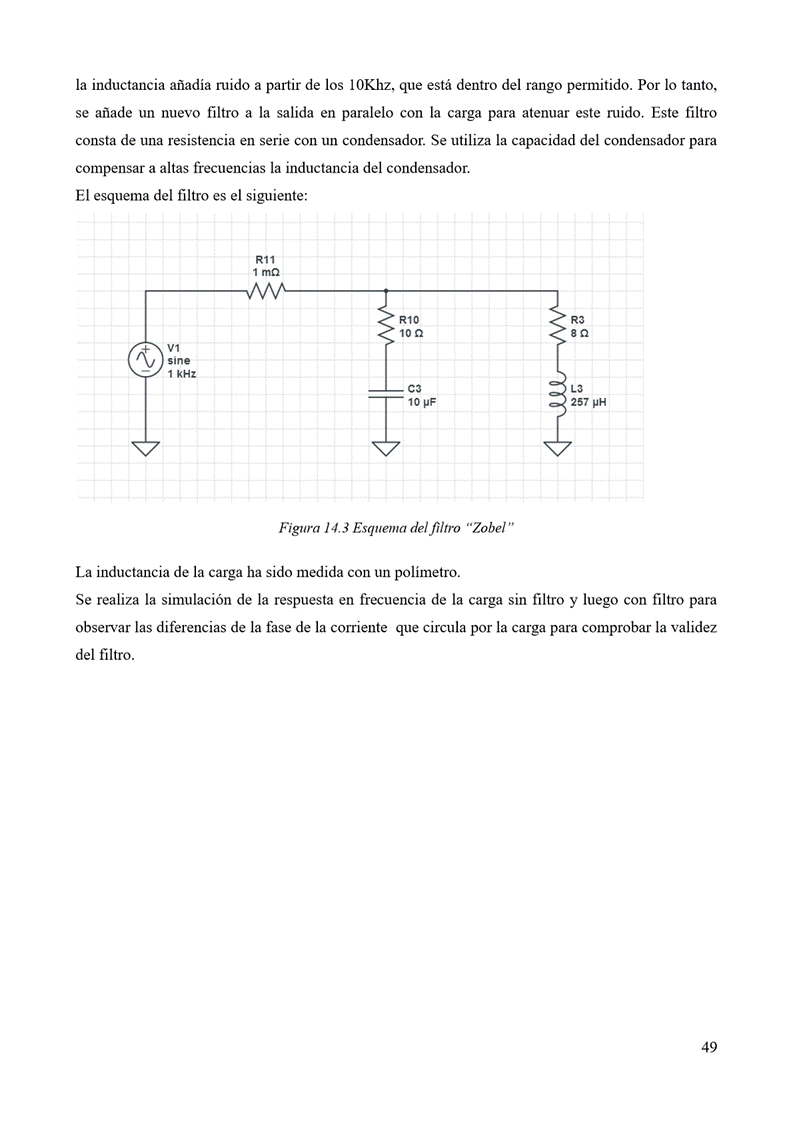 la inductancia añadía ruido a partir de los 10Khz, que está dentro del rango permitido. Por lo tanto,
se añade un nuevo filtro a la salida en paralelo con la carga para atenuar este ruido. Este filtro
consta de una resistencia en serie con un condensador. Se utiliza la capacidad del condensador para
compensar a altas frecuencias la inductancia del condensador.
El esquema del filtro es el siguiente:
R11
1 mΩ
V1
sine
1 kHz
R10
10 Ω
C3
10 µF
R3
8 Ω
L3
257 µH
Figura 14.3 Esquema del filtro “Zobel”
La inductancia de la carga ha sido medida con un polímetro.
Se realiza la simulación de la respuesta en frecuencia de la carga sin filtro y luego con filtro para
observar las diferencias de la fase de la corriente que circula por la carga para comprobar la validez
del filtro.
49